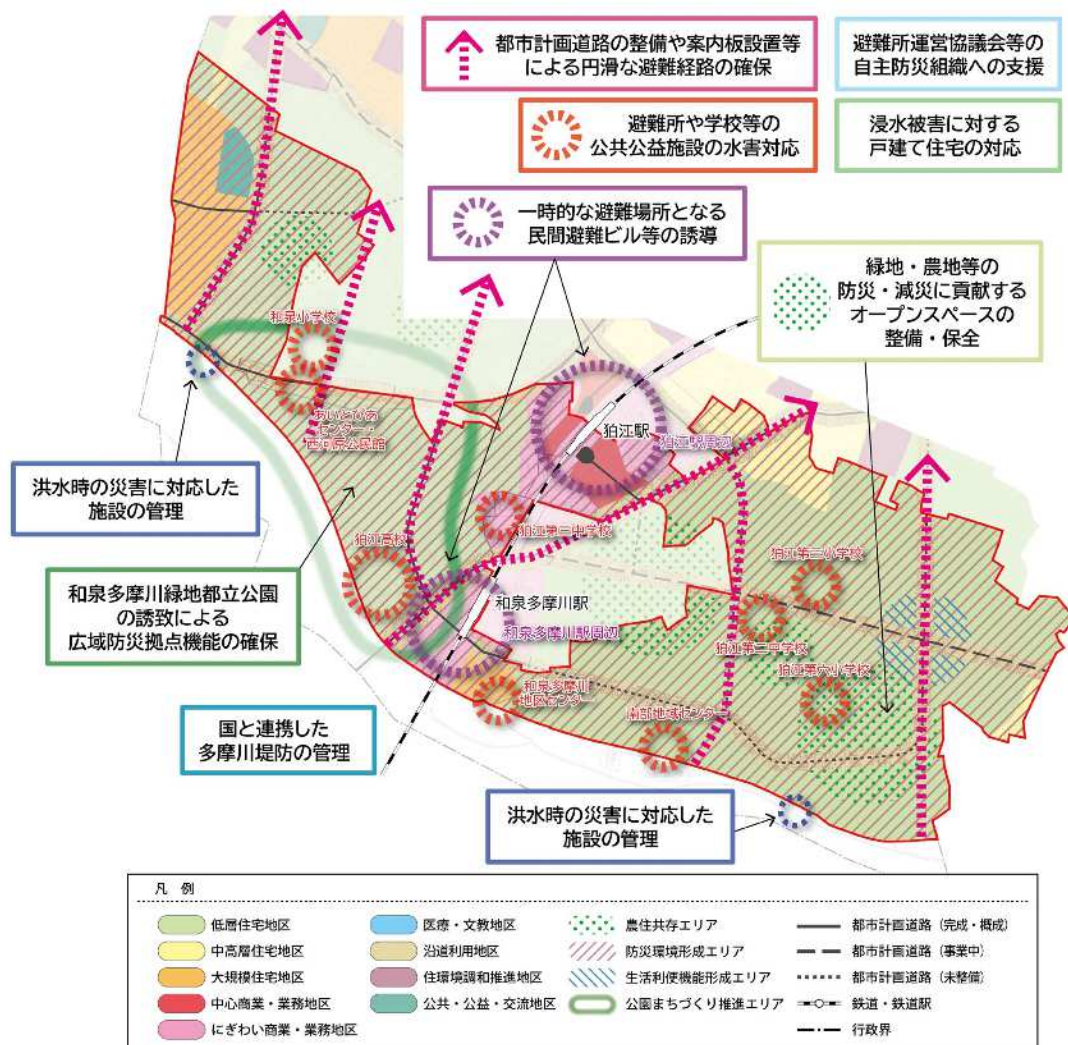 都市計画道路の整備や案内板設置等
による円滑な避難経路の確保
避難所運営協議会等の
自主防災組織への支援
避難所や学校等の
公共公益施設の水害対応
浸水被害に対する
戸建て住宅の対応
一時的な避難場所となる
民間避難ビル等の誘導
緑地・農地等の
防災・減災に貢献する
オープンスペースの
整備・保全
和泉小学校
あいとぴあ
センター・
西河原公民館
狛江駅
狛江駅周辺
洪水時の災害に対応した
施設の管理
狛江高校
狛江第三中学校
狛江第三小学校
和泉多摩川緑地都立公園
の誘致による
広域防災拠点機能の確保
和泉多摩川駅
和泉多摩川駅周辺
狛江第二中学校
狛江第六小学校
和泉多摩川
地区センター
南部地域センター
国と連携した
多摩川堤防の管理
洪水時の災害に対応した
施設の管理
凡 例
低層住宅地区
中高層住宅地区
大規模住宅地区
中心商業・業務地区
にぎわい商業・業務地区
医療・文教地区
沿道利用地区
住環境調和推進地区
公共・公益・交流地区
農住共存エリア
防災環境形成エリア
生活利便機能形成エリア
公園まちづくり推進エリア
都市計画道路（完成・概成）
都市計画道路（事業中）
都市計画道路（未整備）
鉄道・鉄道駅
行政界